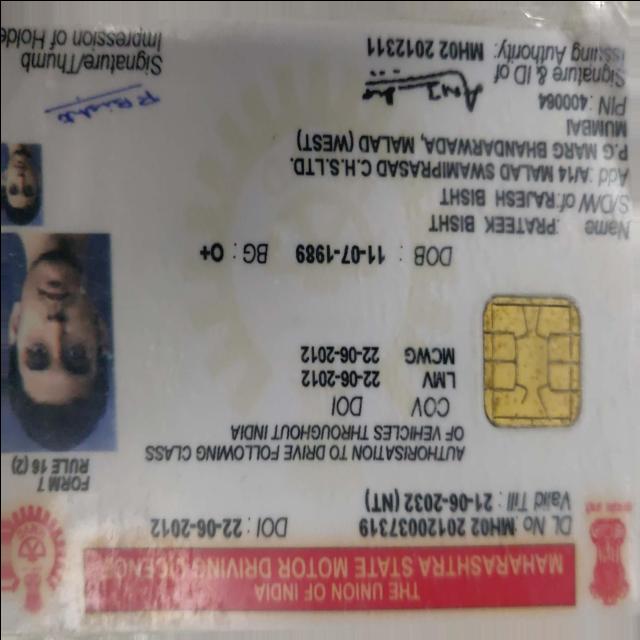 THE UNION OF INDIA
MAHARASHTRA STATE MOTOR DRIVING LICENCE
DL No MH02 20120037319 DOI : 22-06-2012
Valid Till : 21-06-2032 (NT)
FORM 7
RULE 16 (2)
AUTHORISATION TO DRIVE FOLLOWING CLASS
OF VEHICLES THROUGHOUT INDIA
COV DOI
LMV 22-06-2012
MCWG 22-06-2012
DOB : 11-07-1989 BG : O+
Name :PRATEEK BISHT
S/D/W of:RAJESH BISHT
Add :A/14 MALAD SWAMIPRASAD C.H.S.LTD.
P.G MARG BHANDARWADA, MALAD (WEST)
MUMBAI
PIN :400064
Signature & ID of
Issuing Authority: MH02 2012311
Signature/Thumb
Impression of Holde